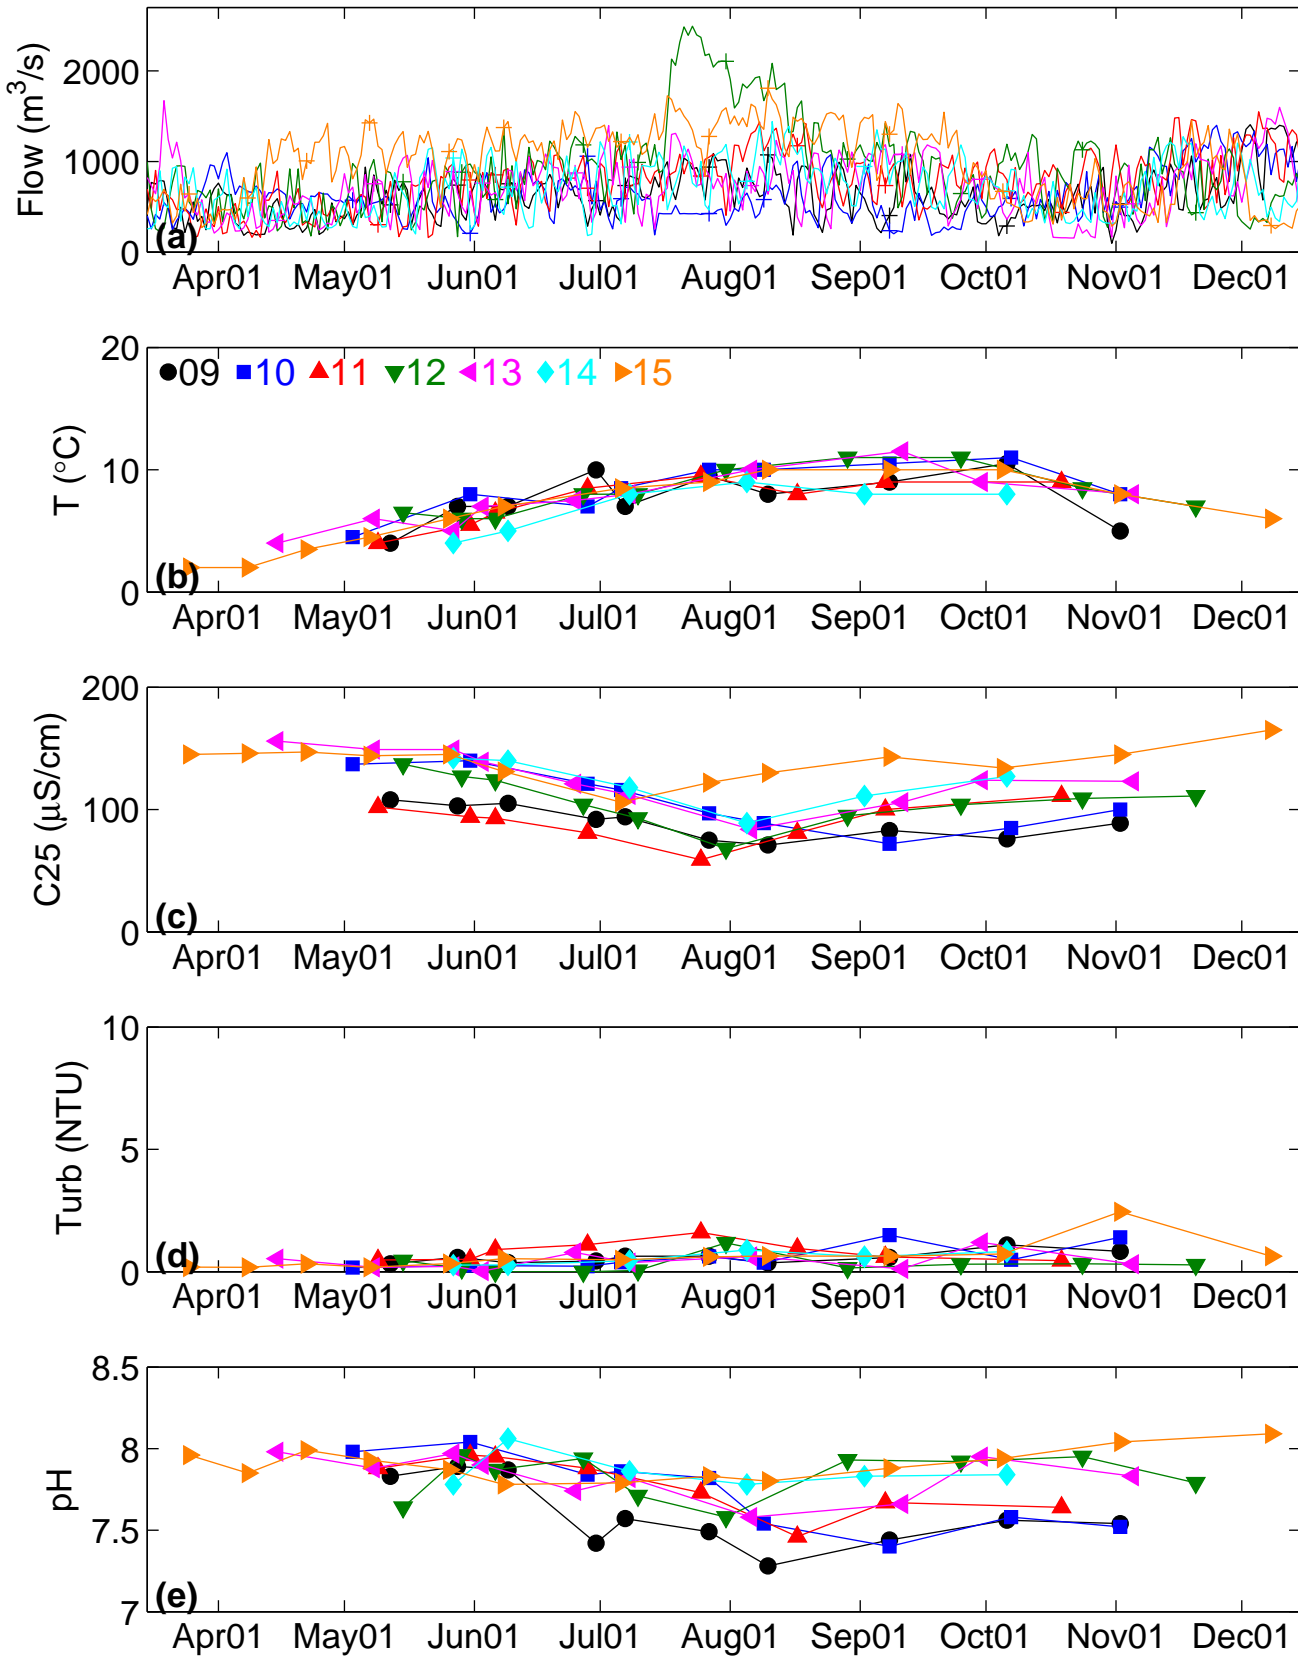 2000
1000
0
Flow (m³/s)
(a)
Apr01 May01 Jun01 Jul01 Aug01 Sep01 Oct01 Nov01 Dec01
20
10
0
T (°C)
09 10 11 12 13 14 15
(b)
Apr01 May01 Jun01 Jul01 Aug01 Sep01 Oct01 Nov01 Dec01
200
100
0
C25 (μS/cm)
(c)
Apr01 May01 Jun01 Jul01 Aug01 Sep01 Oct01 Nov01 Dec01
10
5
0
Turb (NTU)
(d)
Apr01 May01 Jun01 Jul01 Aug01 Sep01 Oct01 Nov01 Dec01
8.5
8
7.5
7
pH
(e)
Apr01 May01 Jun01 Jul01 Aug01 Sep01 Oct01 Nov01 Dec01